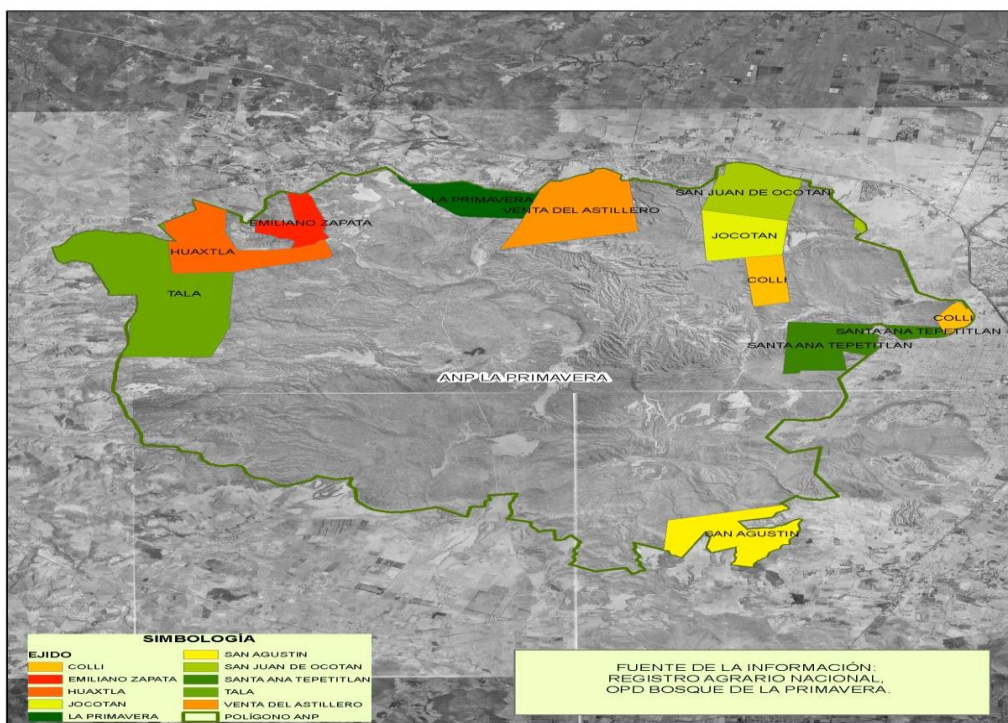 SAN JUAN DE OCOTAN
LA PRIMAVERA
VENTA DEL ASTILLERO
EMILIANO ZAPATA
JOCOTAN
HUAXTLA
COLLI
TALA
COLLI
SANTA ANA TEPETITLAN
SANTA ANA TEPETITLAN
ANP LA PRIMAVERA
SAN AGUSTIN
SIMBOLOGÍA
EJIDO
COLLI
EMILIANO ZAPATA
HUAXTLA
JOCOTAN
LA PRIMAVERA
SAN AGUSTIN
SAN JUAN DE OCOTAN
SANTA ANA TEPETITLAN
TALA
VENTA DEL ASTILLERO
POLÍGONO ANP
FUENTE DE LA INFORMACIÓN:
REGISTRO AGRARIO NACIONAL,
OPD BOSQUE DE LA PRIMAVERA.